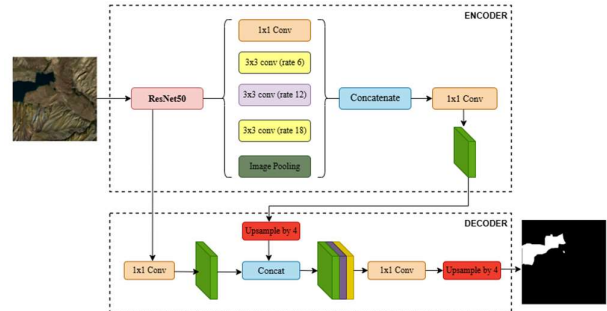 ENCODER
1x1 Conv
3x3 conv (rate 6)
ResNet50
3x3 conv (rate 12)
Concatenate
1x1 Conv
3x3 conv (rate 18)
Image Pooling
DECODER
Upsample by 4
1x1 Conv
Concat
1x1 Conv
Upsample by 4